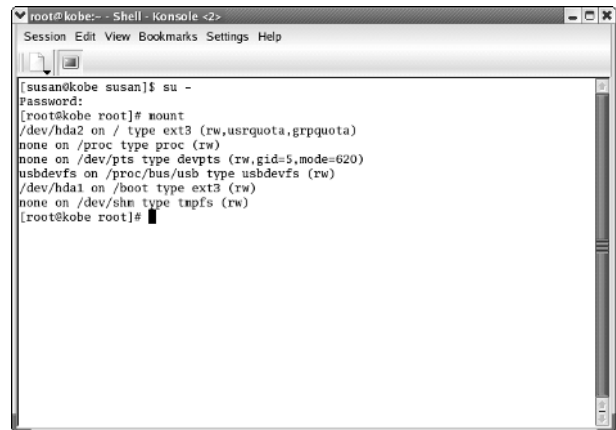 root@kobe:~ - Shell - Konsole <2>
Session Edit View Bookmarks Settings Help
[susan@kobe susan]$ su -
Password:
[root@kobe root]# mount
/dev/hda2 on / type ext3 (rw,usrquota,grpquota)
none on /proc type proc (rw)
none on /dev/pts type devpts (rw,gid=5,mode=620)
usbdevfs on /proc/bus/usb type usbdevfs (rw)
/dev/hda1 on /boot type ext3 (rw)
none on /dev/shm type tmpfs (rw)
[root@kobe root]#